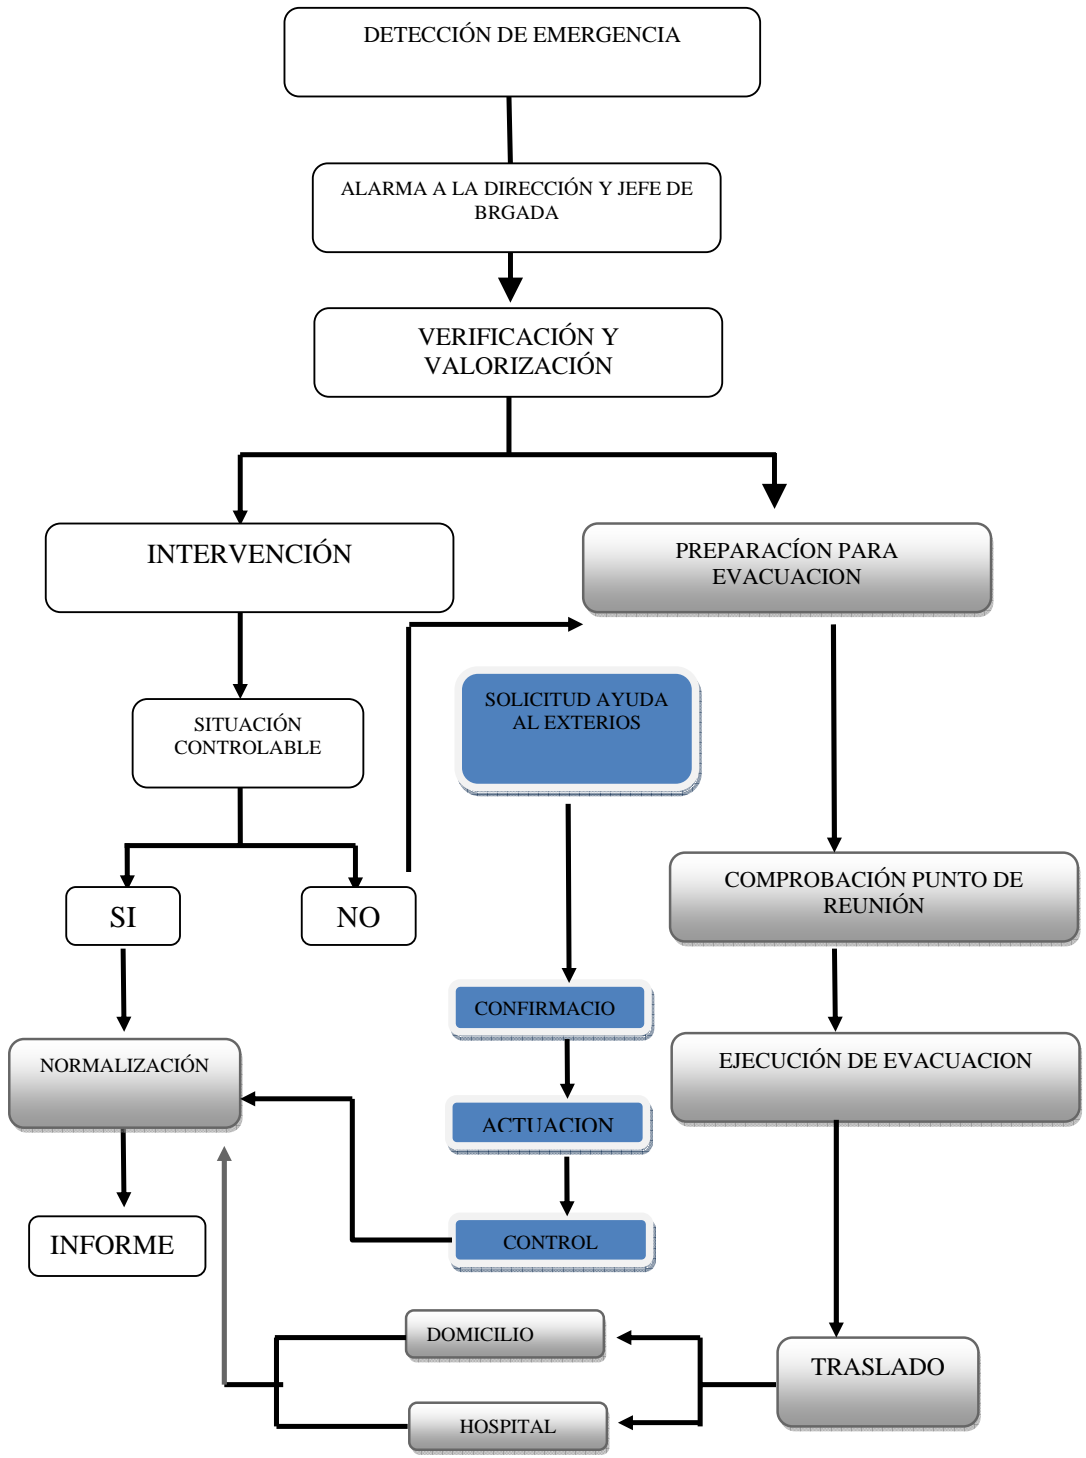 DETECCIÓN DE EMERGENCIA
ALARMA A LA DIRECCIÓN Y JEFE DE
BRGADA
VERIFICACIÓN Y
VALORIZACIÓN
INTERVENCIÓN
PREPARACÍON PARA
EVACUACION
SOLICITUD AYUDA
AL EXTERIOS
SITUACIÓN
CONTROLABLE
SI
NO
COMPROBACIÓN PUNTO DE
REUNIÓN
CONFIRMACIO
NORMALIZACIÓN
EJECUCIÓN DE EVACUACION
ACTUACION
INFORME
CONTROL
DOMICILIO
TRASLADO
HOSPITAL